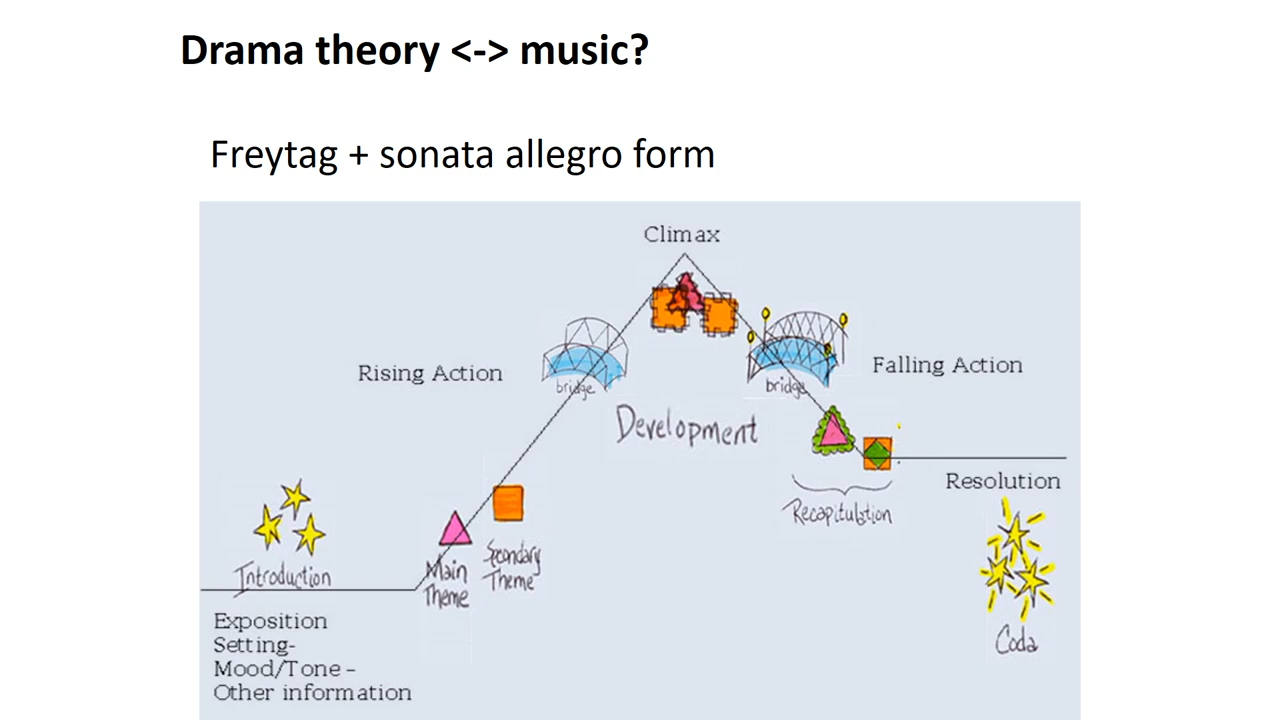 Drama theory <-> music?
Freytag + sonata allegro form
Climax
Rising Action
bridge
bridge
Falling Action
Development
Resolution
Recapitulation
Introduction
Main
Theme
Secondary
Theme
Exposition
Setting-
Mood/Tone –
Other information
Coda